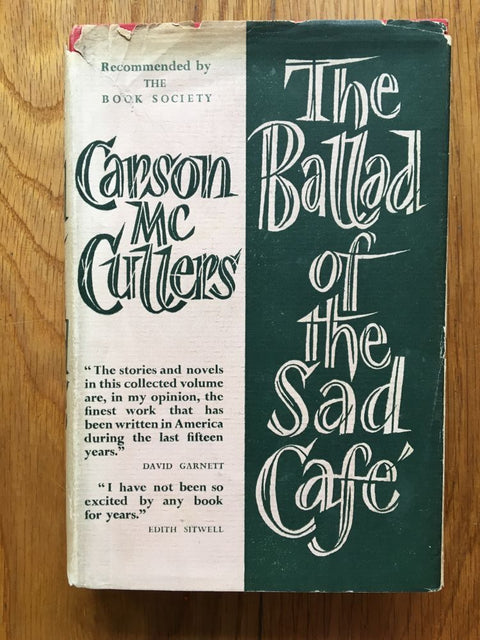 Recommended by
THE
BOOK SOCIETY
Carson
Mc
Cullers
"The stories and novels
in this collected volume
are, in my opinion, the
finest work that has
been written in America
during the last fifteen
years."
DAVID GARNETT
"I have not been so
excited by any book
for years."
EDITH SITWELL
The
Ballad
of
the
Sad
Café